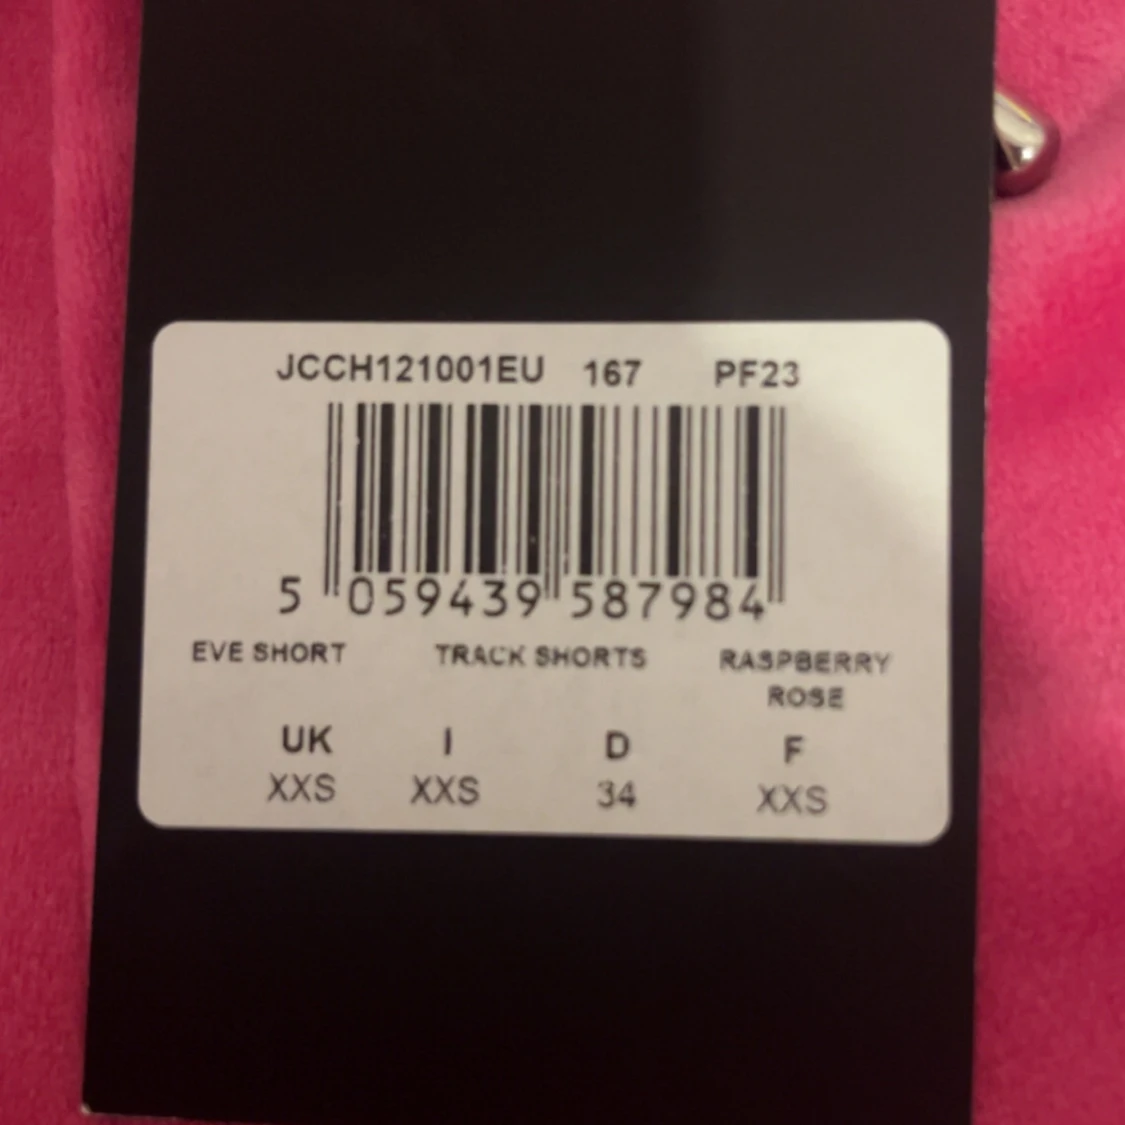 JCCH121001EU 167 PF23
5 059439 587984
EVE SHORT TRACK SHORTS RASPBERRY
ROSE
UK I D F
XXS XXS 34 XXS